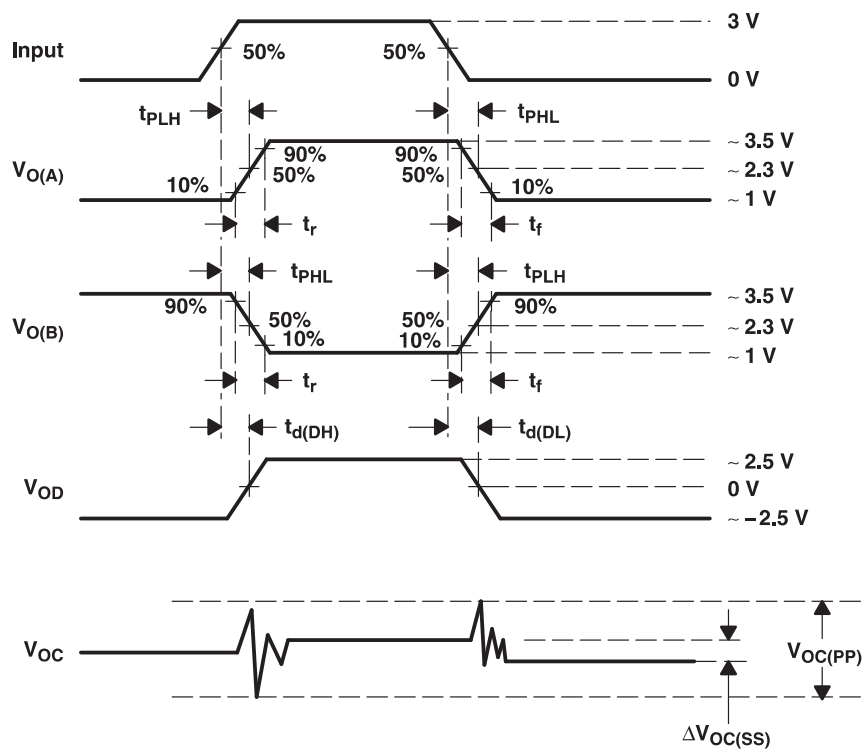 3 V
Input
50%
50%
0 V
tPLH
tPHL
~ 3.5 V
90%
90%
VO(A)
50%
50%
~ 2.3 V
10%
10%
~ 1 V
tr
tf
tPHL
tPLH
90%
90%
~ 3.5 V
VO(B)
50%
50%
~ 2.3 V
10%
10%
~ 1 V
tr
tf
td(DH)
td(DL)
~ 2.5 V
VOD
0 V
~ −2.5 V
VOC
VOC(PP)
ΔVOC(SS)